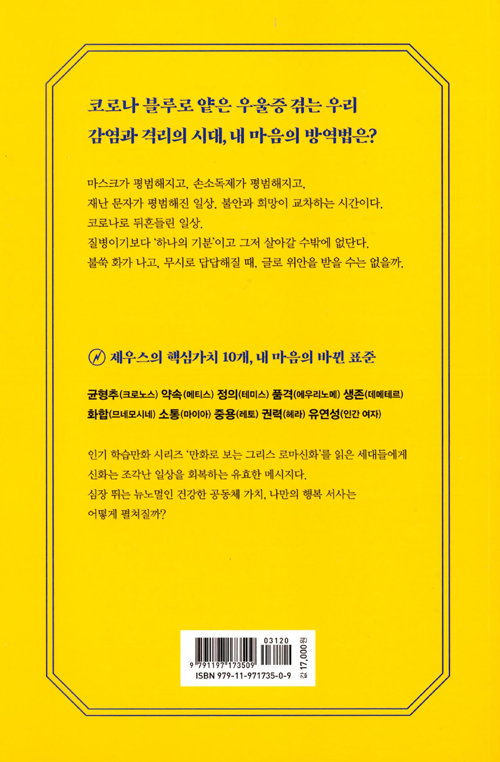 코로나 블루로 얕은 우울증 겪는 우리
감염과 격리의 시대, 내 마음의 방역법은?
마스크가 평범해지고, 손소독제가 평범해지고,
재난 문자가 평범해진 일상. 불안과 희망이 교차하는 시간이다.
코로나로 뒤흔들린 일상.
질병이기보다 '하나의 기분'이고 그저 살아갈 수밖에 없단다.
불쑥 화가 나고, 무시로 답답해질 때, 글로 위안을 받을 수는 없을까.
제우스의 핵심가치 10개, 내 마음의 바뀐 표준
균형추(크로노스) 약속(메티스) 정의(테미스) 품격(에우리노메) 생존(데메테르)
화합(므네모시네) 소통(마이아) 중용(레토) 권력(헤라) 유연성(인간 여자)
인기 학습만화 시리즈 '만화로 보는 그리스 로마신화'를 읽은 세대들에게
신화는 조각난 일상을 회복하는 유효한 메시지다.
심장 뛰는 뉴노멀인 건강한 공동체 가치, 나만의 행복 서사는
어떻게 펼쳐질까?
03120
9 791197 173509
ISBN 979-11-971735-0-9
값 17,000원